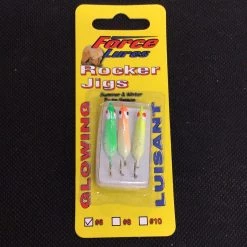 Force
Lures
Rocker
Jigs
Summer & Winter
GLOWING
LUISANT
#6 #8 #10